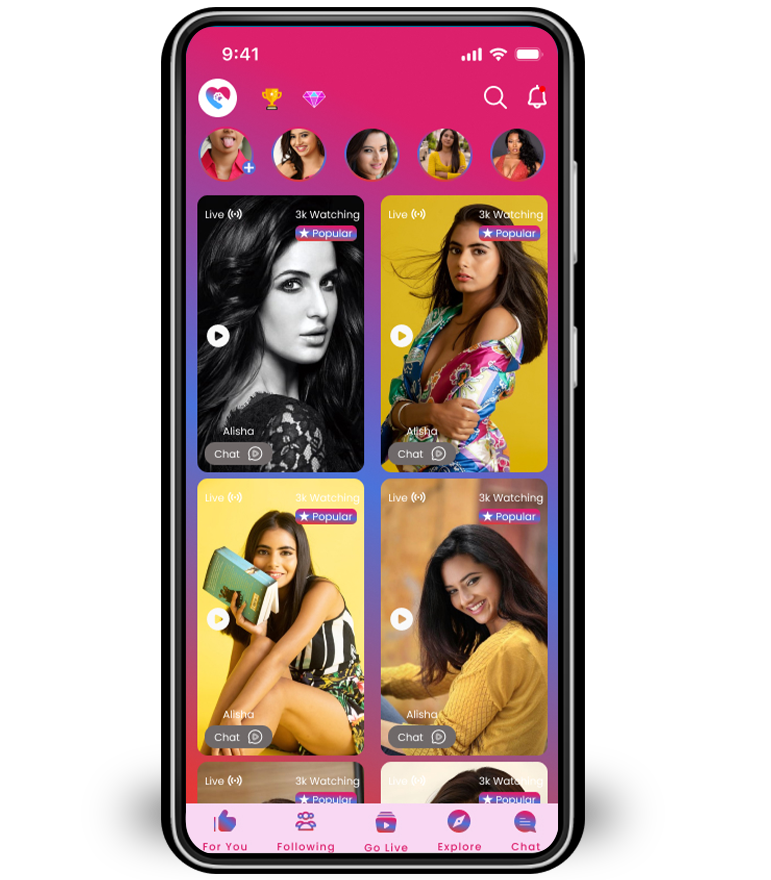 9:41
Live 3k Watching
Popular
Live 3k Watching
Popular
Alisha
Chat
Alisha
Chat
Live 3k Watching
Popular
Live 3k Watching
Popular
Alisha
Chat
Alisha
Chat
Live 3k Watching
Popular
Live 3k Watching
Popular
For You
Following
Go Live
Explore
Chat